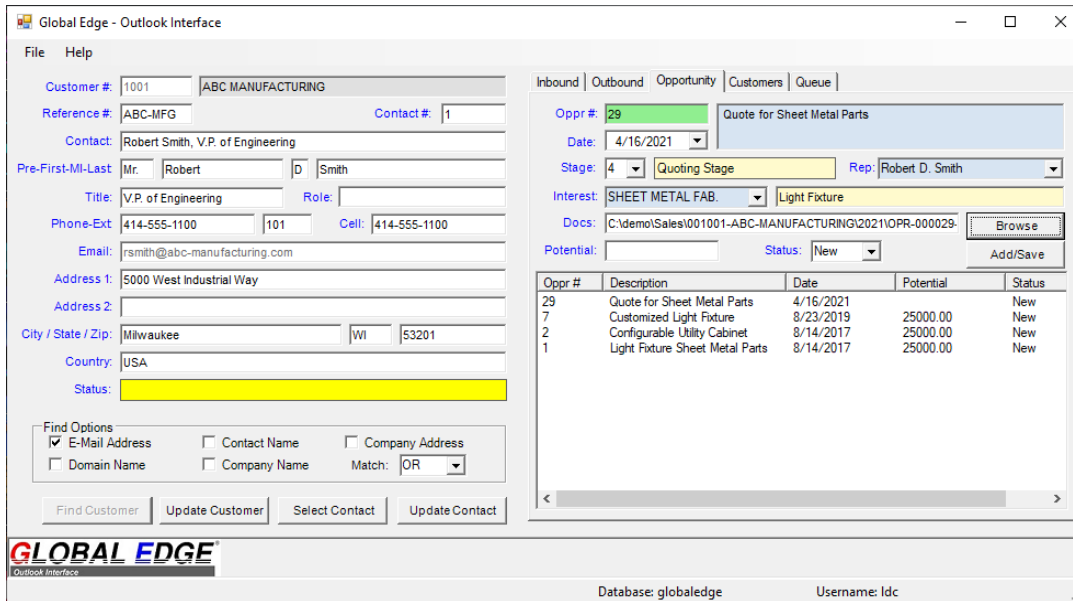 Global Edge - Outlook Interface
File Help
Customer #: 1001 ABC MANUFACTURING
Reference #: ABC-MFG Contact #: 1
Contact: Robert Smith, V.P. of Engineering
Pre-First-MI-Last Mr. Robert D Smith
Title: V.P. of Engineering Role:
Phone-Ext 414-555-1100 101 Cell: 414-555-1100
Email: rsmith@abc-manufacturing.com
Address 1: 5000 West Industrial Way
Address 2:
City / State / Zip: Milwaukee WI 53201
Country: USA
Status:
Find Options
E-Mail Address Contact Name Company Address
Domain Name Company Name Match: OR
Find Customer Update Customer Select Contact Update Contact
Inbound Outbound Opportunity Customers Queue
Oppr #: 29 Quote for Sheet Metal Parts
Date: 4/16/2021
Stage: 4 Quoting Stage Rep: Robert D. Smith
Interest: SHEET METAL FAB. Light Fixture
Docs: C:\demo\Sales\001001-ABC-MANUFACTURING\2021\OPR-000029- Browse
Potential: Status: New Add/Save
Oppr # Description Date Potential Status
29 Quote for Sheet Metal Parts 4/16/2021 New
7 Customized Light Fixture 8/23/2019 25000.00 New
2 Configurable Utility Cabinet 8/14/2017 25000.00 New
1 Light Fixture Sheet Metal Parts 8/14/2017 25000.00 New
GLOBAL EDGE®
Outlook Interface
Database: globaledge Username: ldc